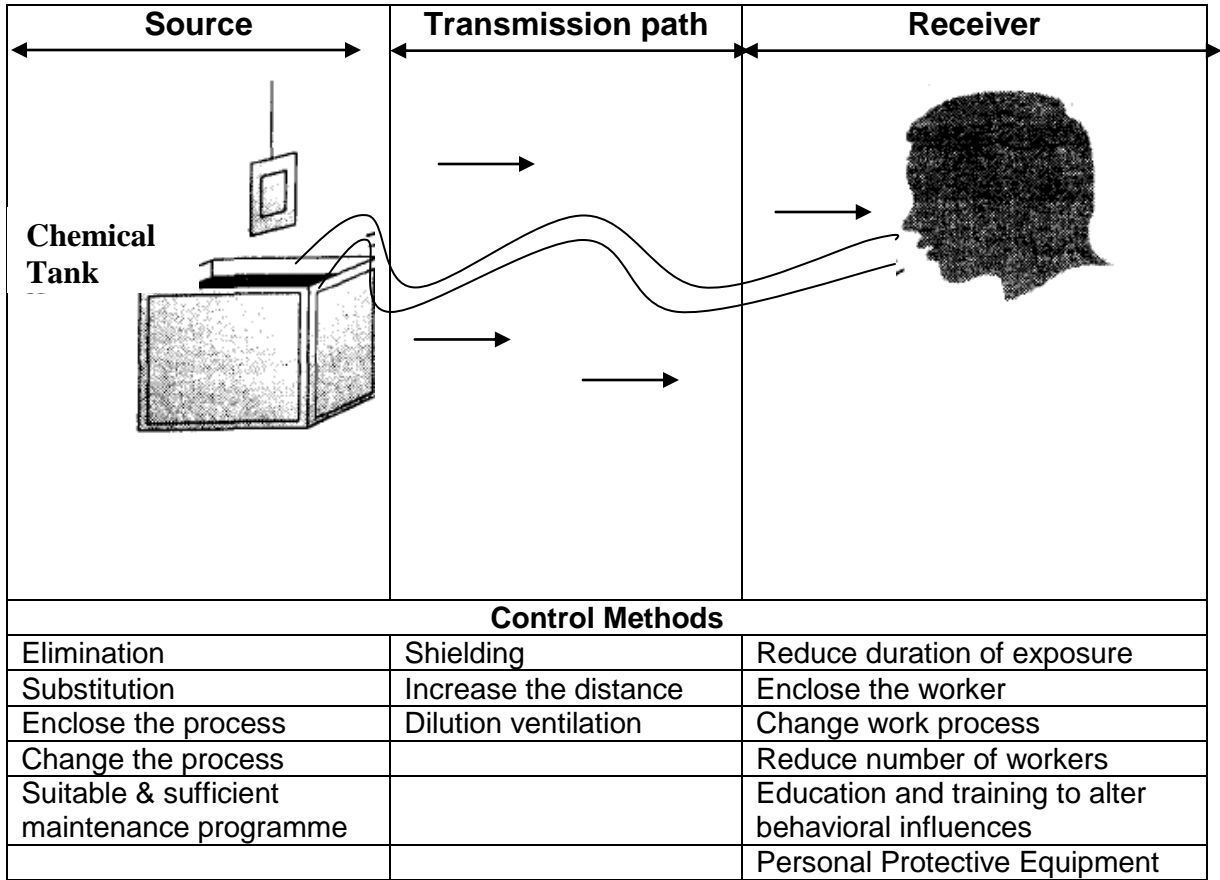 Source Transmission path Receiver
Chemical
Tank
Control Methods
Elimination Shielding Reduce duration of exposure
Substitution Increase the distance Enclose the worker
Enclose the process Dilution ventilation Change work process
Change the process Reduce number of workers
Suitable & sufficient Education and training to alter
maintenance programme behavioral influences
Personal Protective Equipment